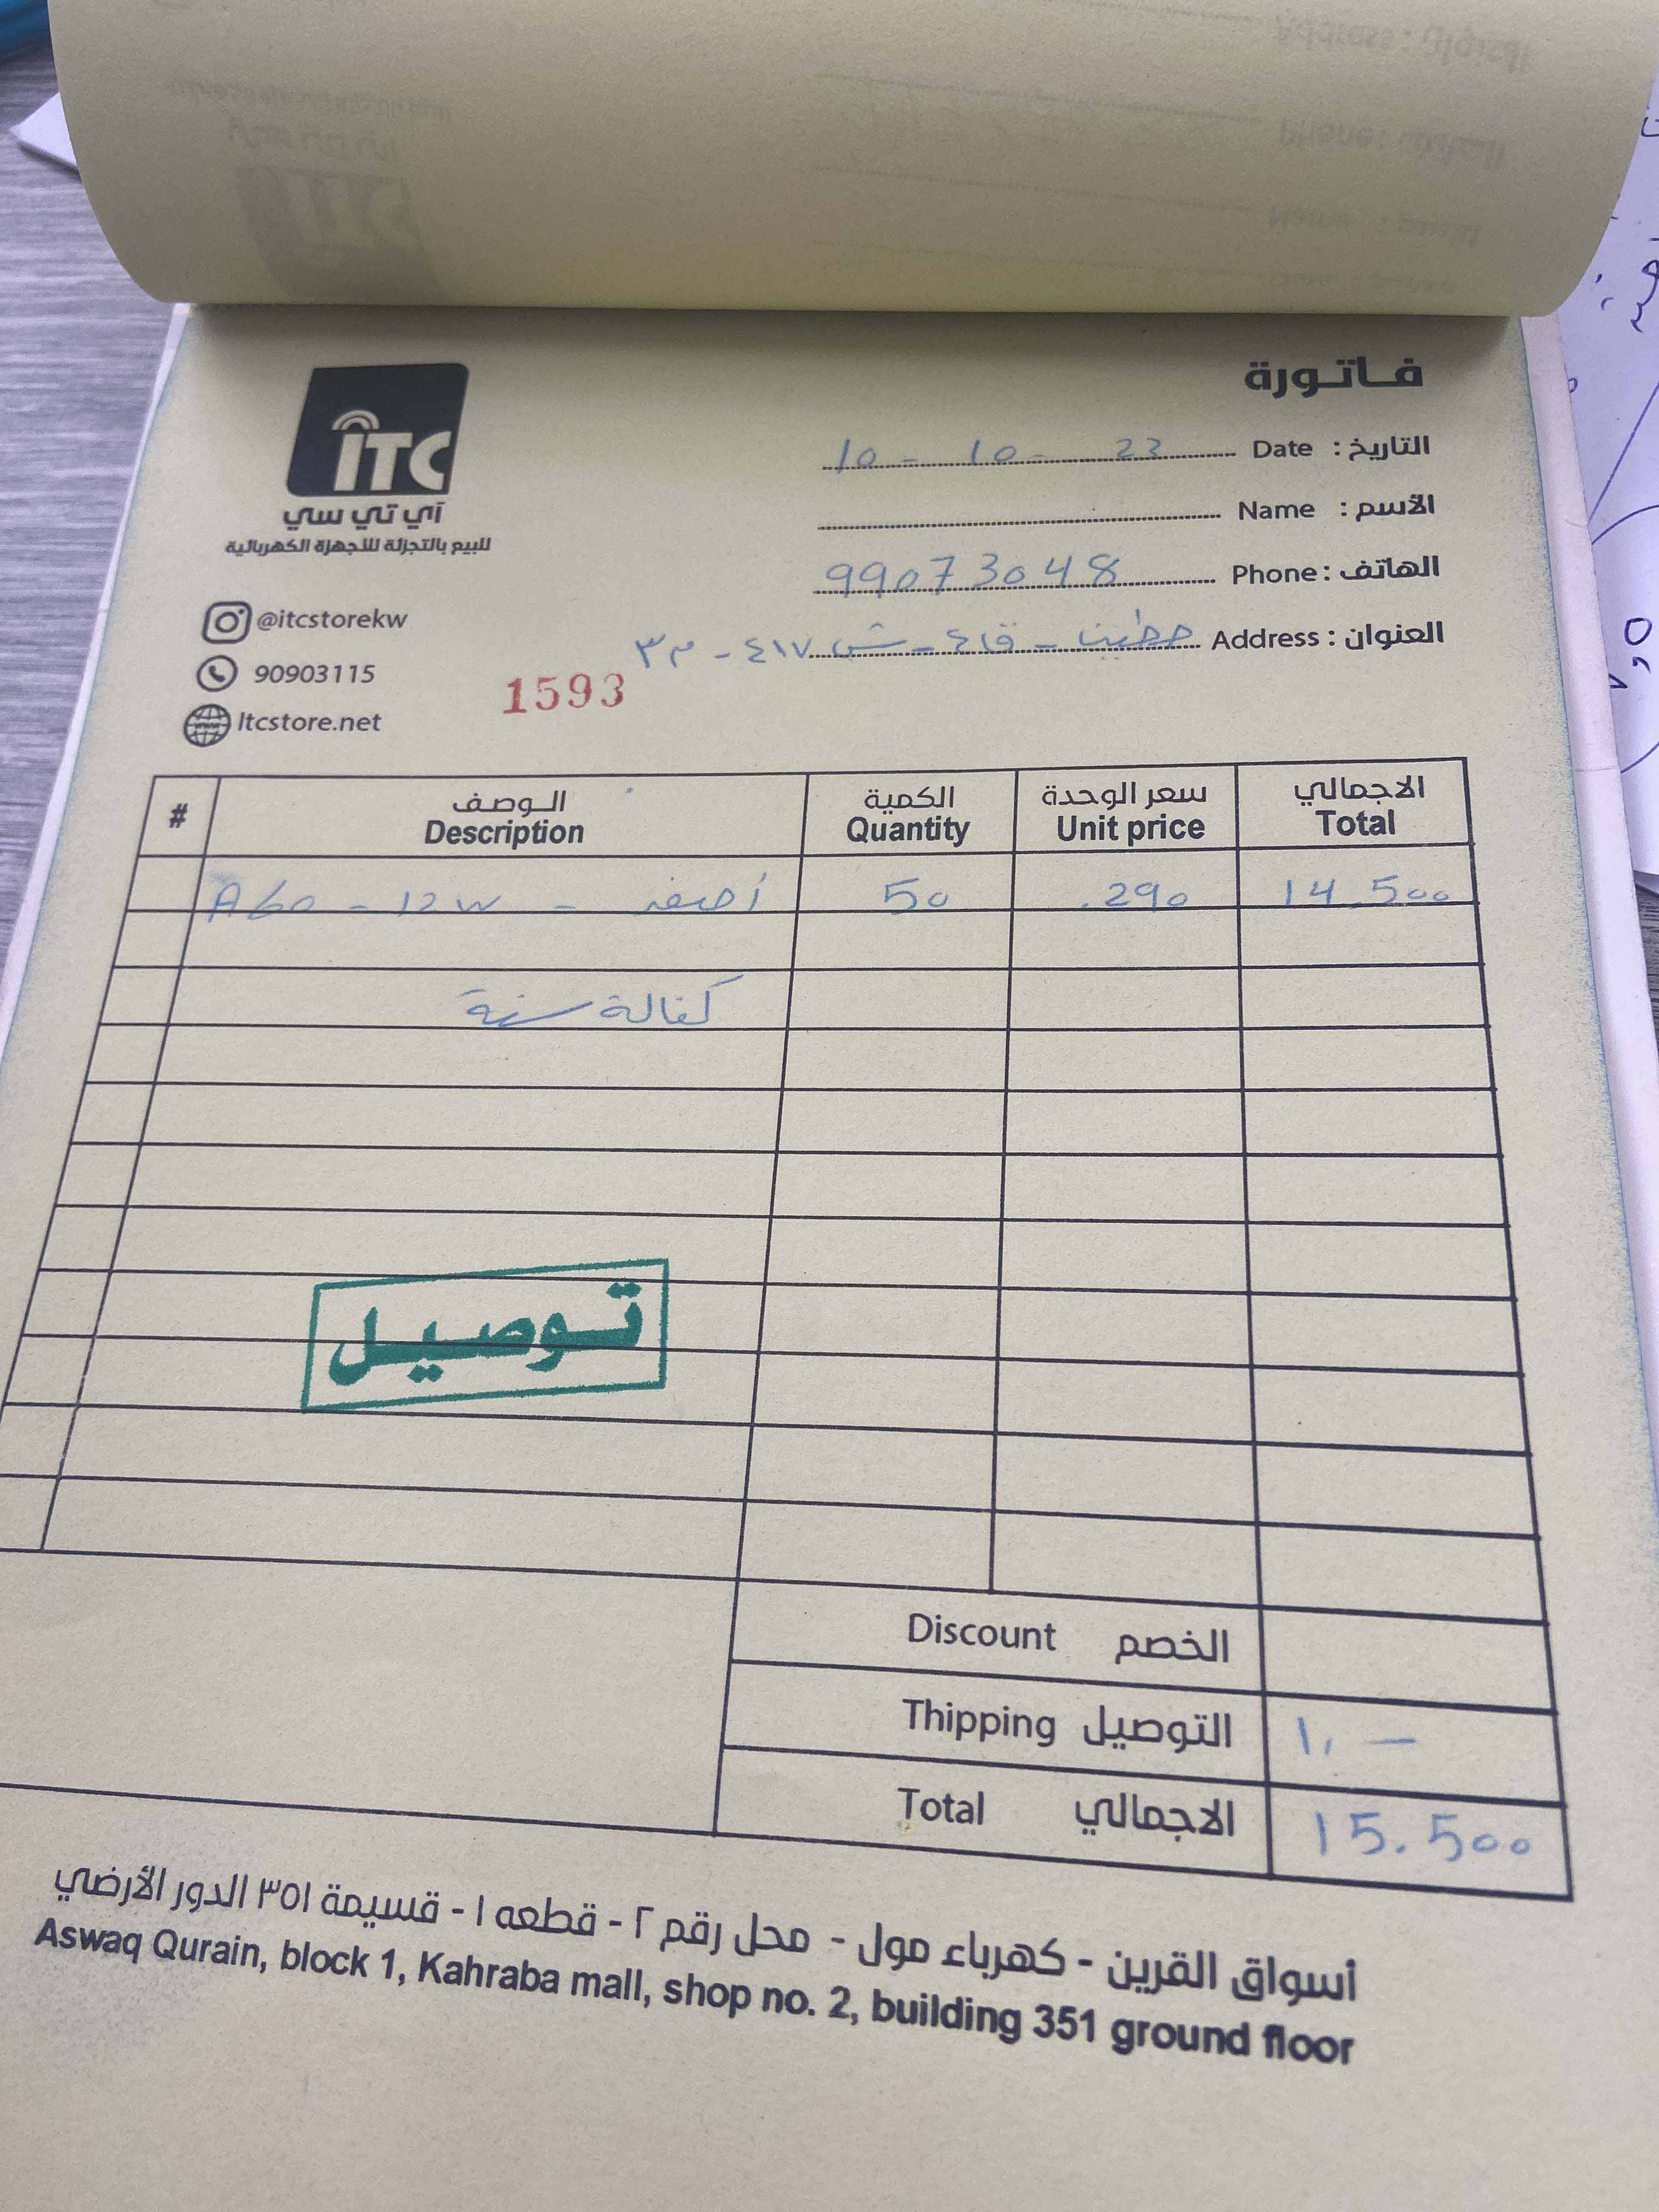 فاتورة
التاريخ : Date 10 - 10 - 23
الأسم : Name
الهاتف : Phone 99073048
العنوان : Address حطين - ق٤ - ش ٤١٧ - م ٣
ITC
آي تي سي
للبيع بالتجزئة للأجهزة الكهربائية
@itcstorekw
90903115
Itcstore.net
1593
# الوصف الكمية سعر الوحدة الاجمالي
Description Quantity Unit price Total
A60 - 12W - أصفر 50 .290 14.500
كفالة سنة
توصيل
Discount الخصم
Thipping التوصيل ١, —
Total الاجمالي 15.500
أسواق القرين - كهرباء مول - محل رقم ٢ - قطعه ١ - قسيمة ٣٥١ الدور الأرضي
Aswaq Qurain, block 1, Kahraba mall, shop no. 2, building 351 ground floor